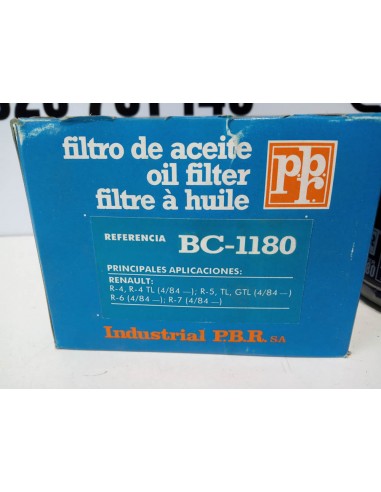 filtro de aceite
oil filter
filtre à huile
pbr.
REFERENCIA BC-1180
PRINCIPALES APLICACIONES:
RENAULT:
R-4, R-4 TL (4/84 —); R-5, TL, GTL (4/84 —)
R-6 (4/84 —); R-7 (4/84 —)
Industrial P.B.R. SA